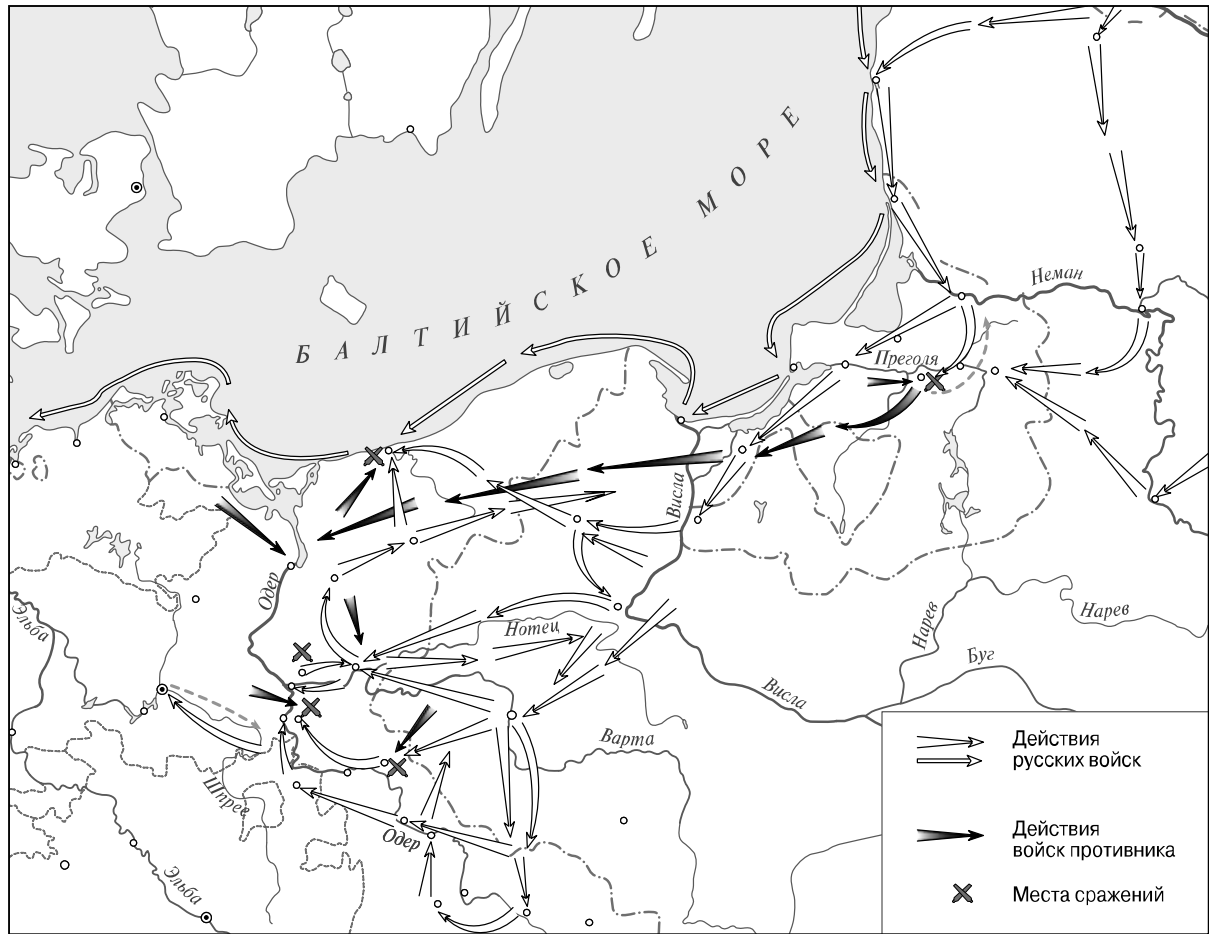 БАЛТИЙСКОЕ МОРЕ
Неман
Преголя
Висла
Одер
Эльба
Нотец
Нарев
Нарев
Буг
Висла
Варта
Шпрев
Одер
Эльба
Действия
русских войск
Действия
войск противника
Места сражений